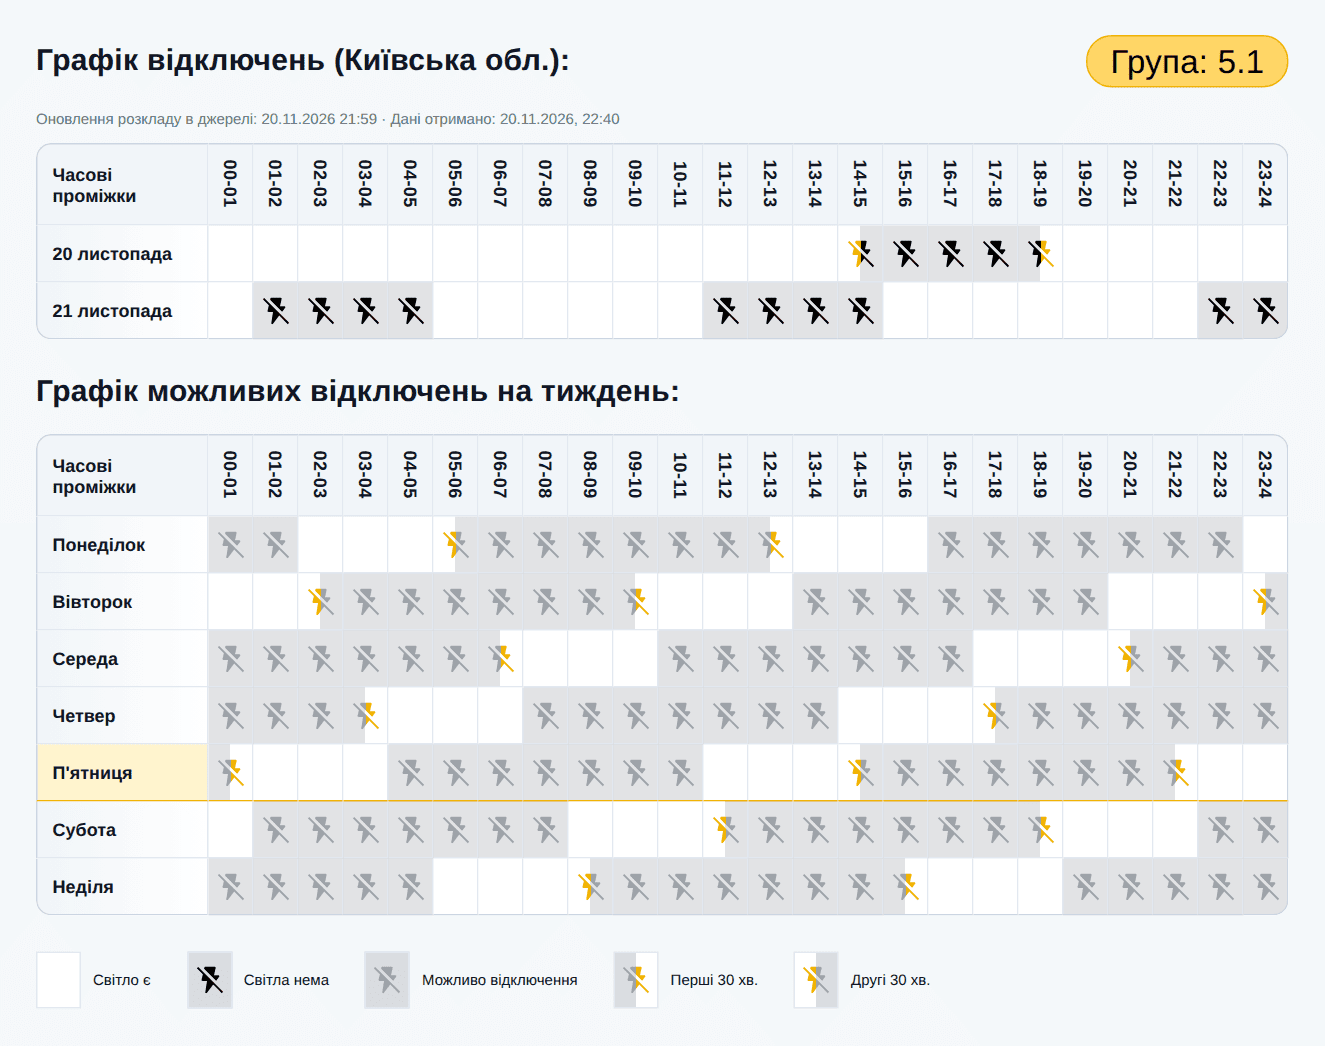 Графік відключень (Київська обл.):
Група: 5.1
Оновлення розкладу в джерелі: 20.11.2026 21:59 · Дані отримано: 20.11.2026, 22:40
Часові проміжки 00-01 01-02 02-03 03-04 04-05 05-06 06-07 07-08 08-09 09-10 10-11 11-12 12-13 13-14 14-15 15-16 16-17 17-18 18-19 19-20 20-21 21-22 22-23 23-24
20 листопада
21 листопада
Графік можливих відключень на тиждень:
Часові проміжки 00-01 01-02 02-03 03-04 04-05 05-06 06-07 07-08 08-09 09-10 10-11 11-12 12-13 13-14 14-15 15-16 16-17 17-18 18-19 19-20 20-21 21-22 22-23 23-24
Понеділок
Вівторок
Середа
Четвер
П'ятниця
Субота
Неділя
Світло є Світла нема Можливо відключення Перші 30 хв. Другі 30 хв.